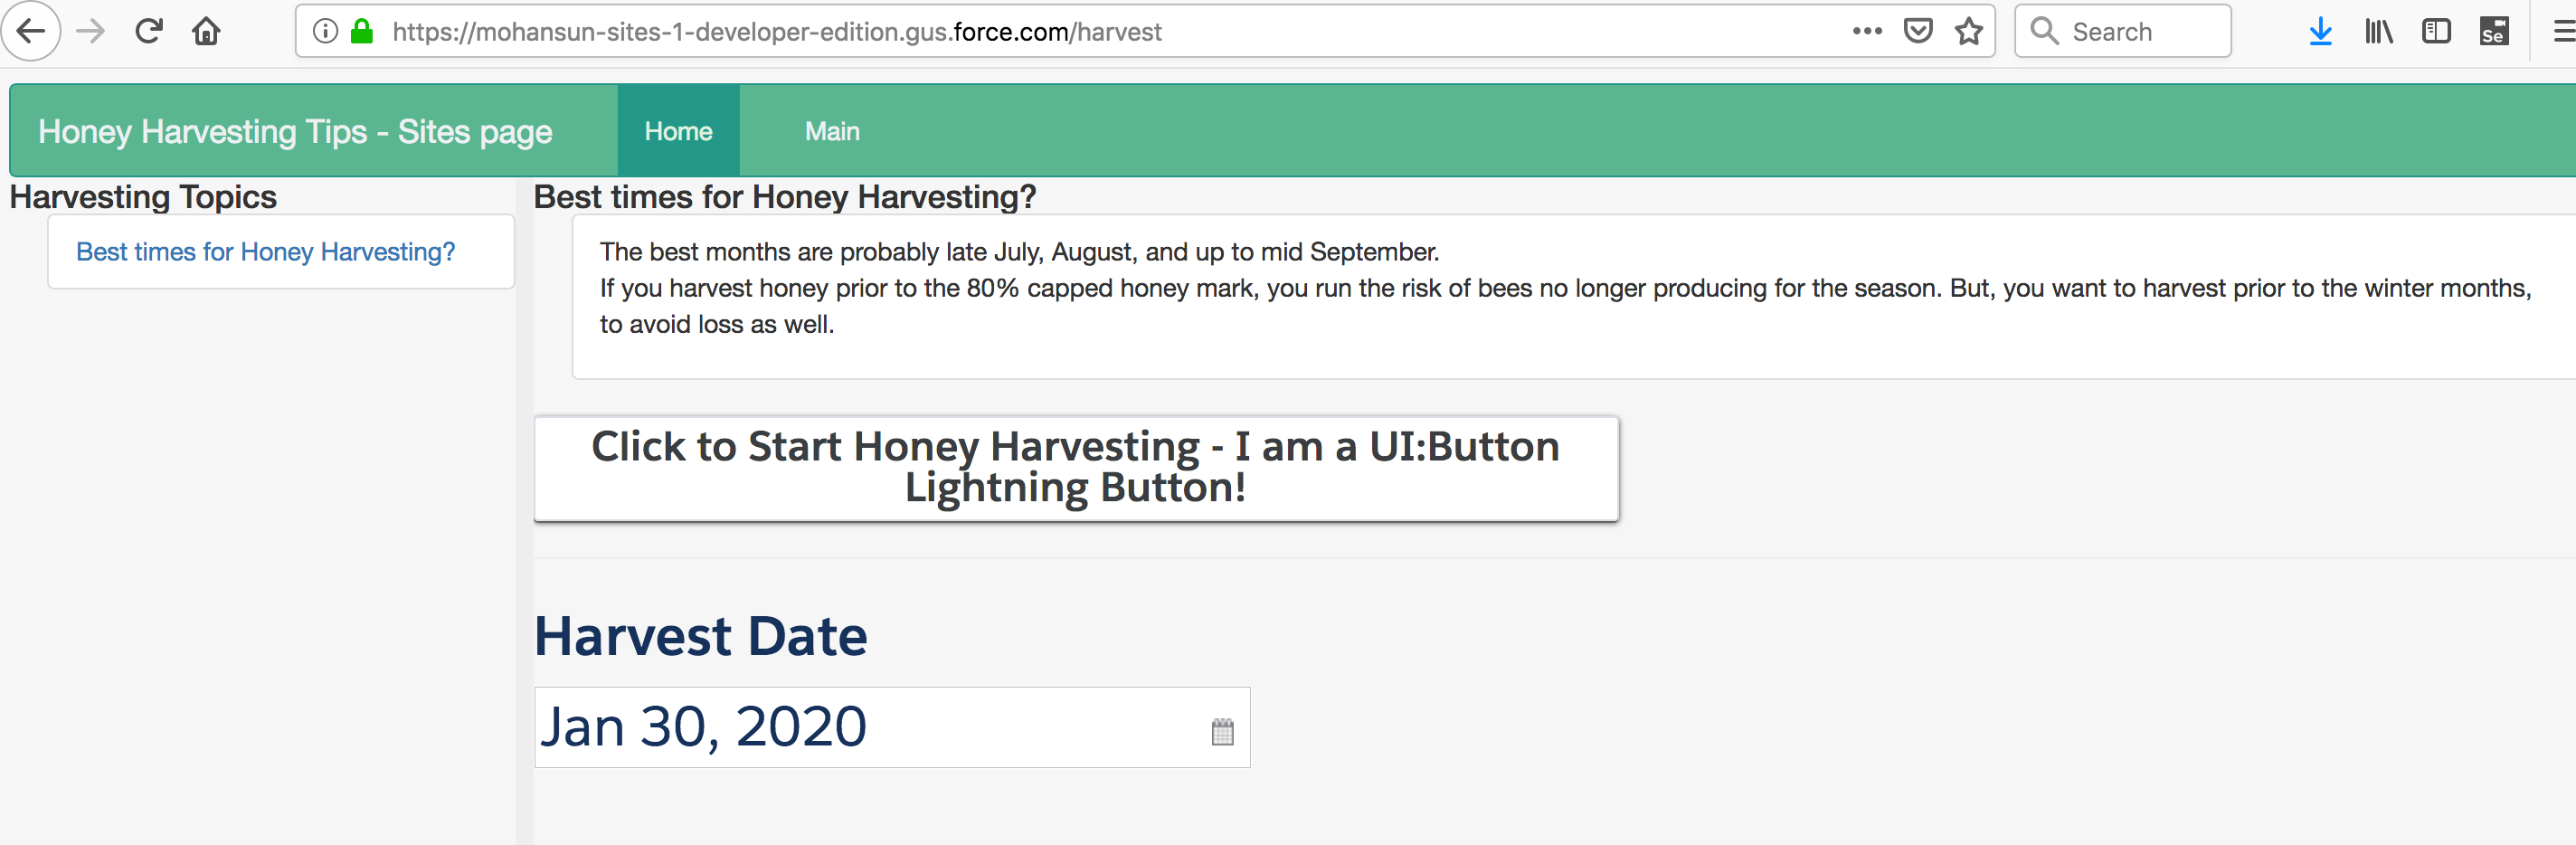 https://mohansun-sites-1-developer-edition.gus.force.com/harvest
Search
Se
Honey Harvesting Tips - Sites page
Home
Main
Harvesting Topics
Best times for Honey Harvesting?
Best times for Honey Harvesting?
The best months are probably late July, August, and up to mid September.
If you harvest honey prior to the 80% capped honey mark, you run the risk of bees no longer producing for the season. But, you want to harvest prior to the winter months,
to avoid loss as well.
Click to Start Honey Harvesting - I am a UI:Button
Lightning Button!
Harvest Date
Jan 30, 2020